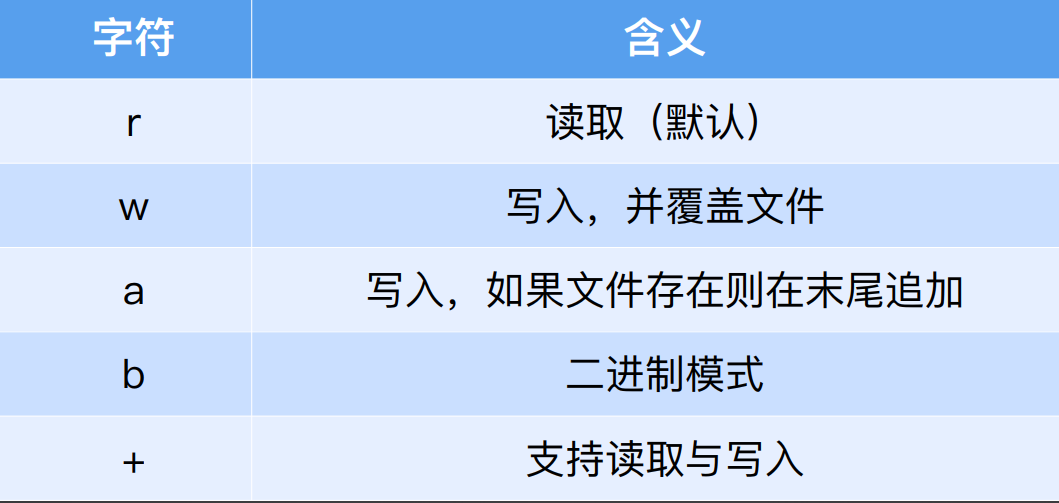 字符 含义
r 读取（默认）
w 写入，并覆盖文件
a 写入，如果文件存在则在末尾追加
b 二进制模式
+ 支持读取与写入